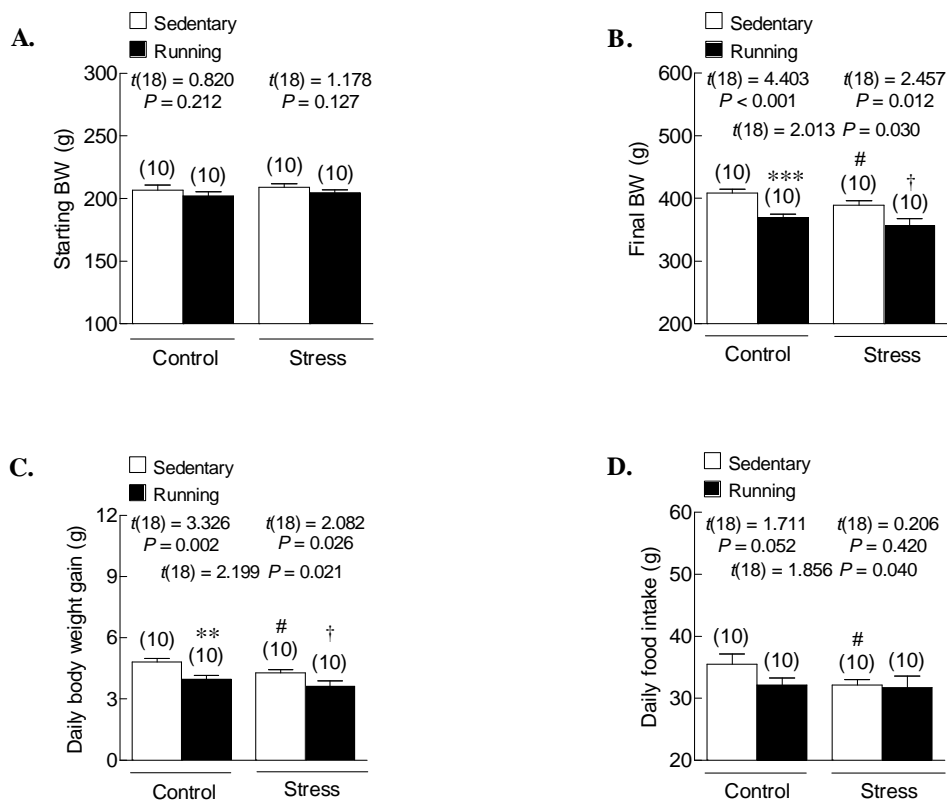 A.
Sedentary
Running
t(18) = 0.820 t(18) = 1.178
P = 0.212 P = 0.127
Starting BW (g)
300
250
200
150
100
(10) (10) (10) (10)
Control Stress
B.
Sedentary
Running
t(18) = 4.403 t(18) = 2.457
P < 0.001 P = 0.012
t(18) = 2.013 P = 0.030
Final BW (g)
600
500
400
300
200
# †
(10) *** (10) (10) (10)
Control Stress
C.
Sedentary
Running
t(18) = 3.326 t(18) = 2.082
P = 0.002 P = 0.026
t(18) = 2.199 P = 0.021
Daily body weight gain (g)
12
9
6
3
0
** # †
(10) (10) (10) (10)
Control Stress
D.
Sedentary
Running
t(18) = 1.711 t(18) = 0.206
P = 0.052 P = 0.420
t(18) = 1.856 P = 0.040
Daily food intake (g)
60
50
40
30
20
#
(10) (10) (10) (10)
Control Stress